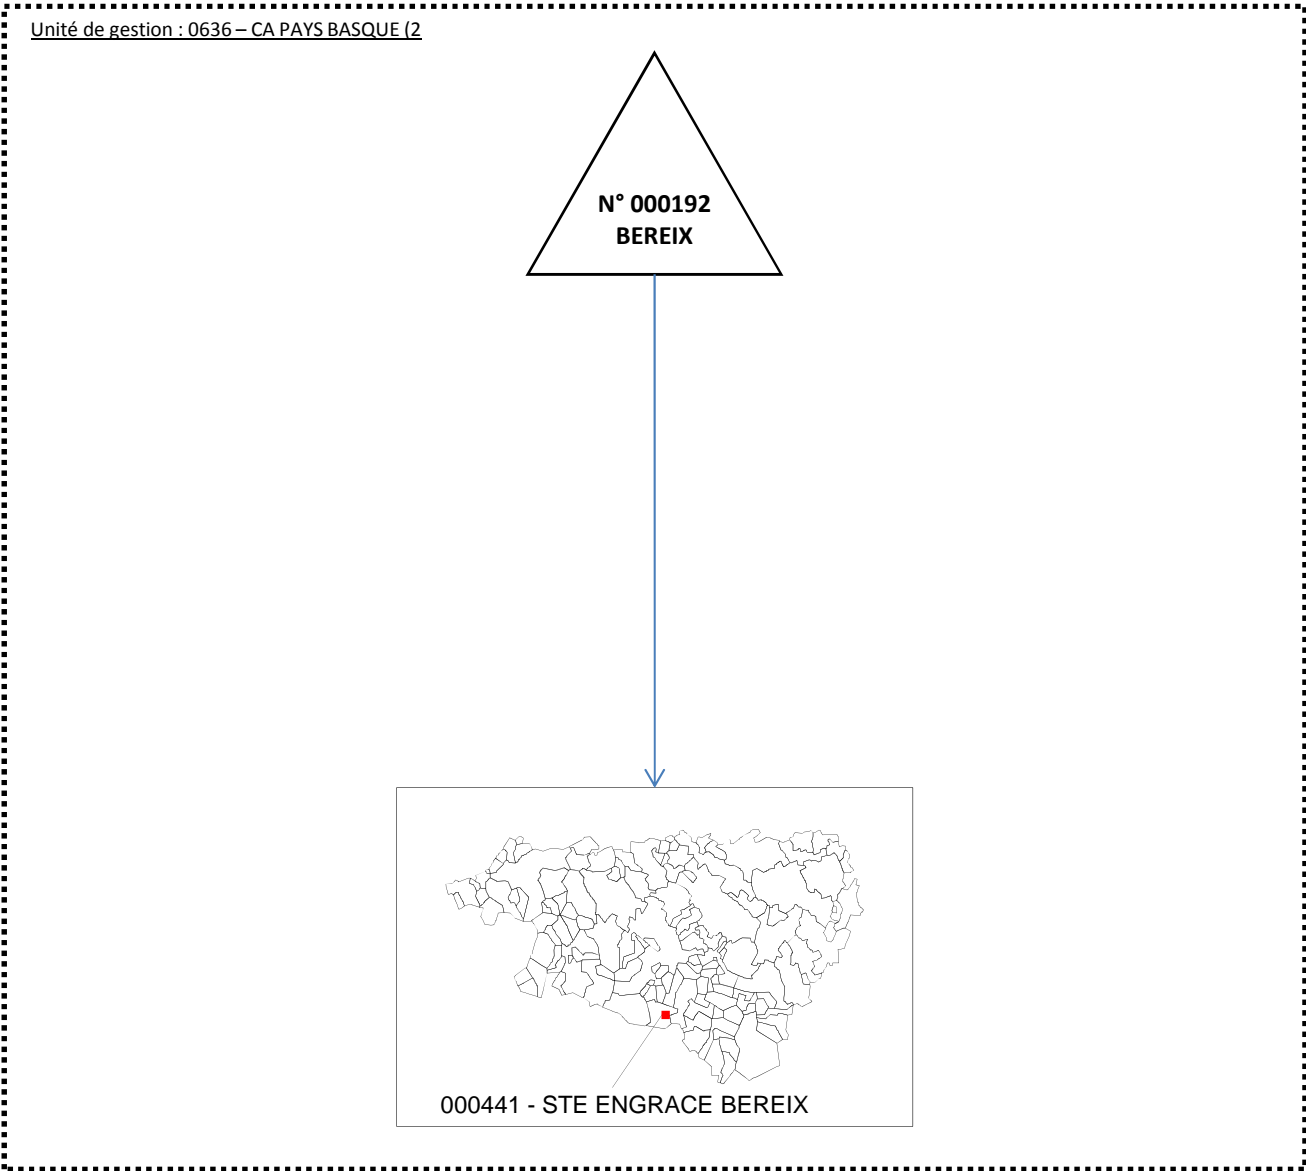 Unité de gestion : 0636 – CA PAYS BASQUE (2
N° 000192
BEREIX
000441 - STE ENGRACE BEREIX